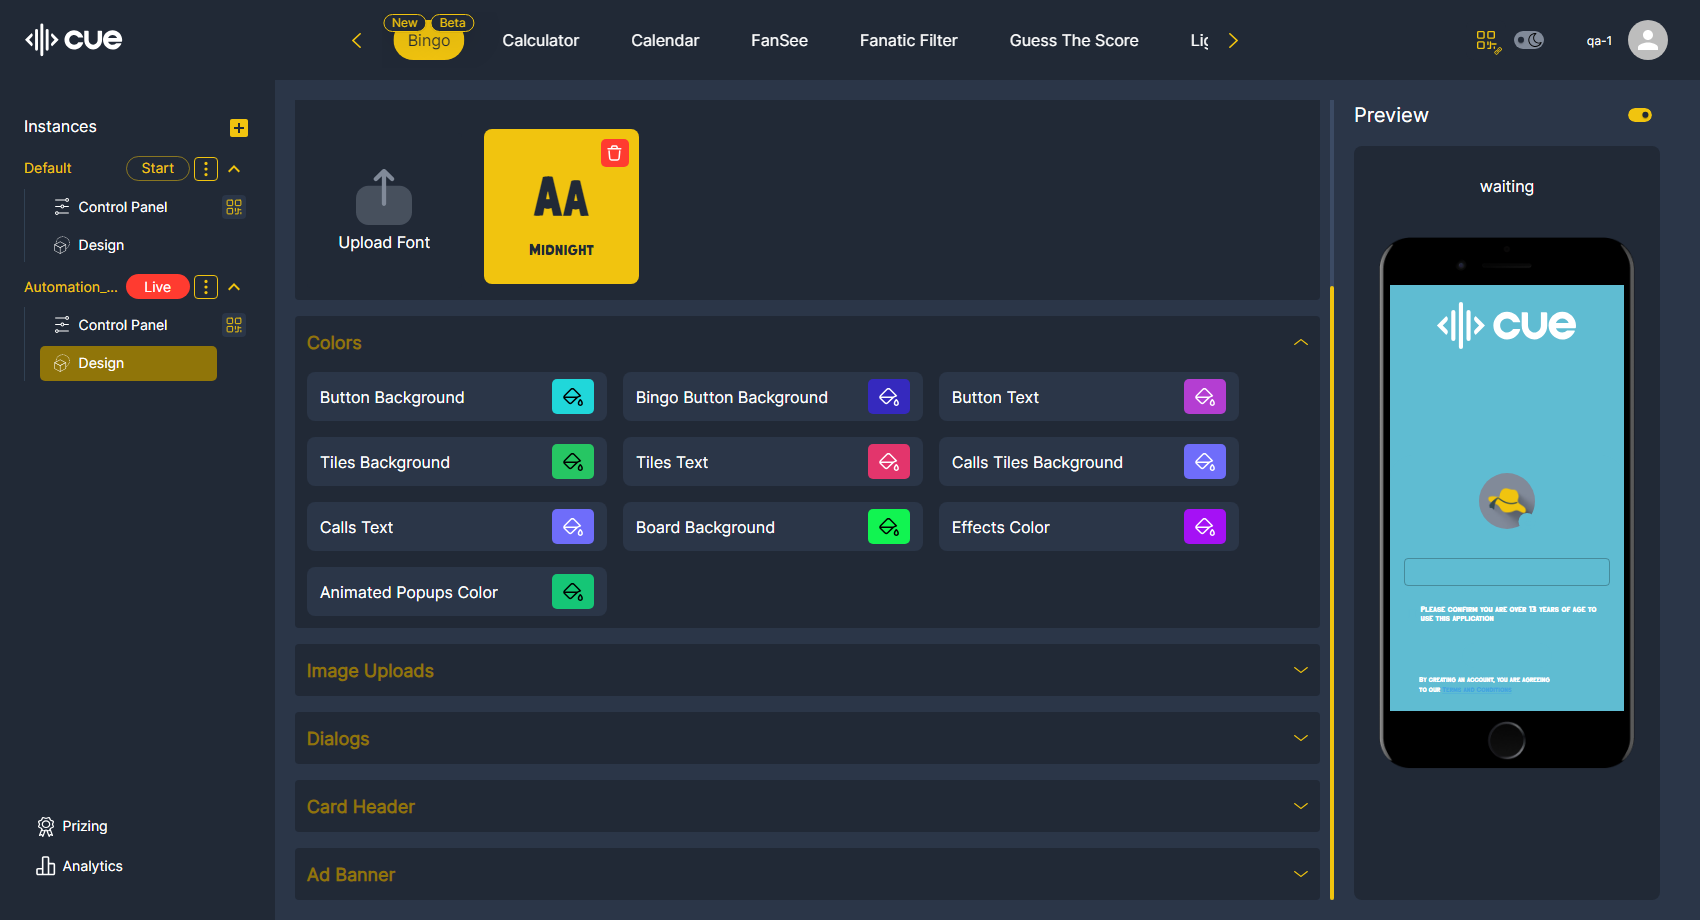 cue
New Beta
Bingo Calculator Calendar FanSee Fanatic Filter Guess The Score
qa-1
Instances
Default Start
Control Panel
Design
Automation_... Live
Control Panel
Design
Prizing
Analytics
Upload Font
AA
MIDNIGHT
Colors
Button Background Bingo Button Background Button Text
Tiles Background Tiles Text Calls Tiles Background
Calls Text Board Background Effects Color
Animated Popups Color
Image Uploads
Dialogs
Card Header
Ad Banner
Preview
waiting
cue
PLEASE CONFIRM YOU ARE OVER 13 YEARS OF AGE TO
USE THIS APPLICATION
BY CREATING AN ACCOUNT, YOU ARE AGREEING
TO OUR TERMS AND CONDITIONS